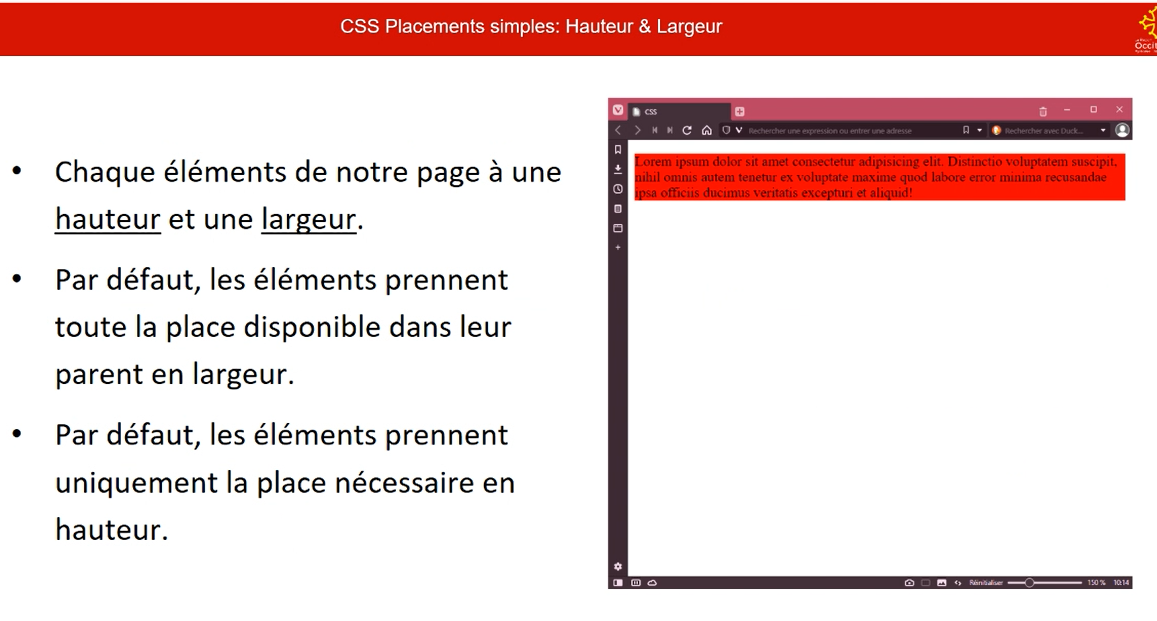 CSS Placements simples: Hauteur & Largeur
Occit
• Chaque éléments de notre page à une
hauteur et une largeur.
• Par défaut, les éléments prennent
toute la place disponible dans leur
parent en largeur.
• Par défaut, les éléments prennent
uniquement la place nécessaire en
hauteur.
CSS
Rechercher une expression ou entrer une adresse
Rechercher avec Duck...
Lorem ipsum dolor sit amet consectetur adipisicing elit. Distinctio voluptatem suscipit,
nihil omnis autem tenetur ex voluptate maxime quod labore error minima recusandae
ipsa officiis ducimus veritatis excepturi et aliquid!
Réinitialiser 150 % 10:14